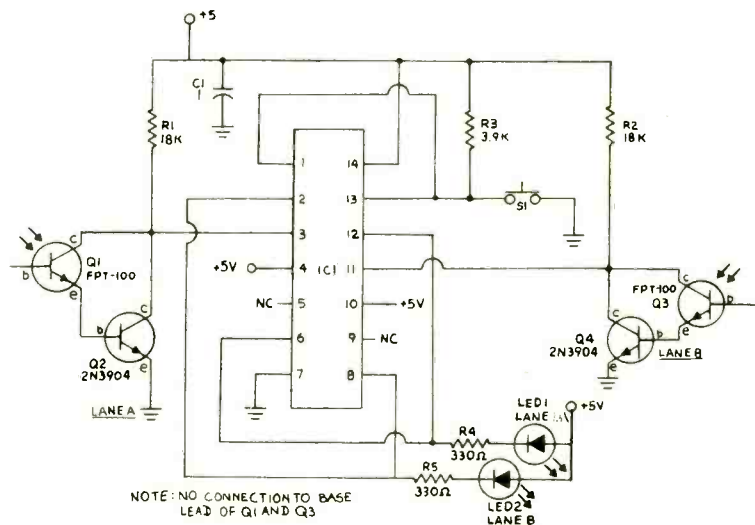 +5
C1
1
R1
18K
R3
3.9K
R2
18K
1
14
2
13
S1
3
12
c
Q1
FPT-100
b
e
+5V
4
IC1
11
NC
5
10
+5V
c
FPT-100
Q3
b
e
c
b
e
Q2
2N3904
6
9
NC
c
Q4
2N3904
b
e
LANE B
LANE A
7
8
LED1
LANE A
+5V
R4
330Ω
R5
330Ω
LED2
LANE B
NOTE: NO CONNECTION TO BASE
LEAD OF Q1 AND Q3